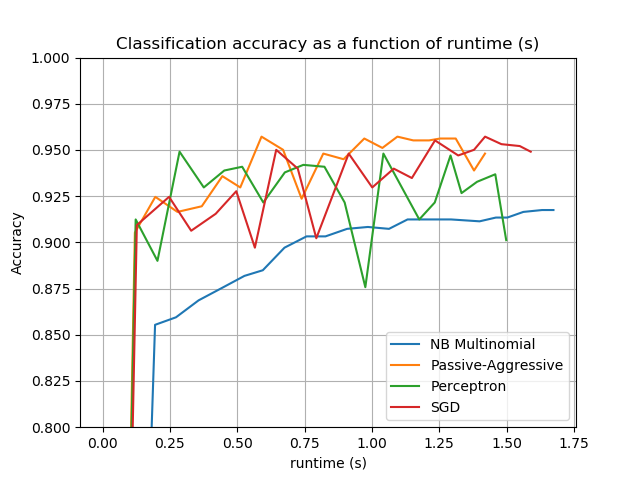 Classification accuracy as a function of runtime (s)
1.000
0.975
0.950
0.925
0.900
0.875
0.850
0.825
0.800
Accuracy
NB Multinomial
Passive-Aggressive
Perceptron
SGD
0.00 0.25 0.50 0.75 1.00 1.25 1.50 1.75
runtime (s)